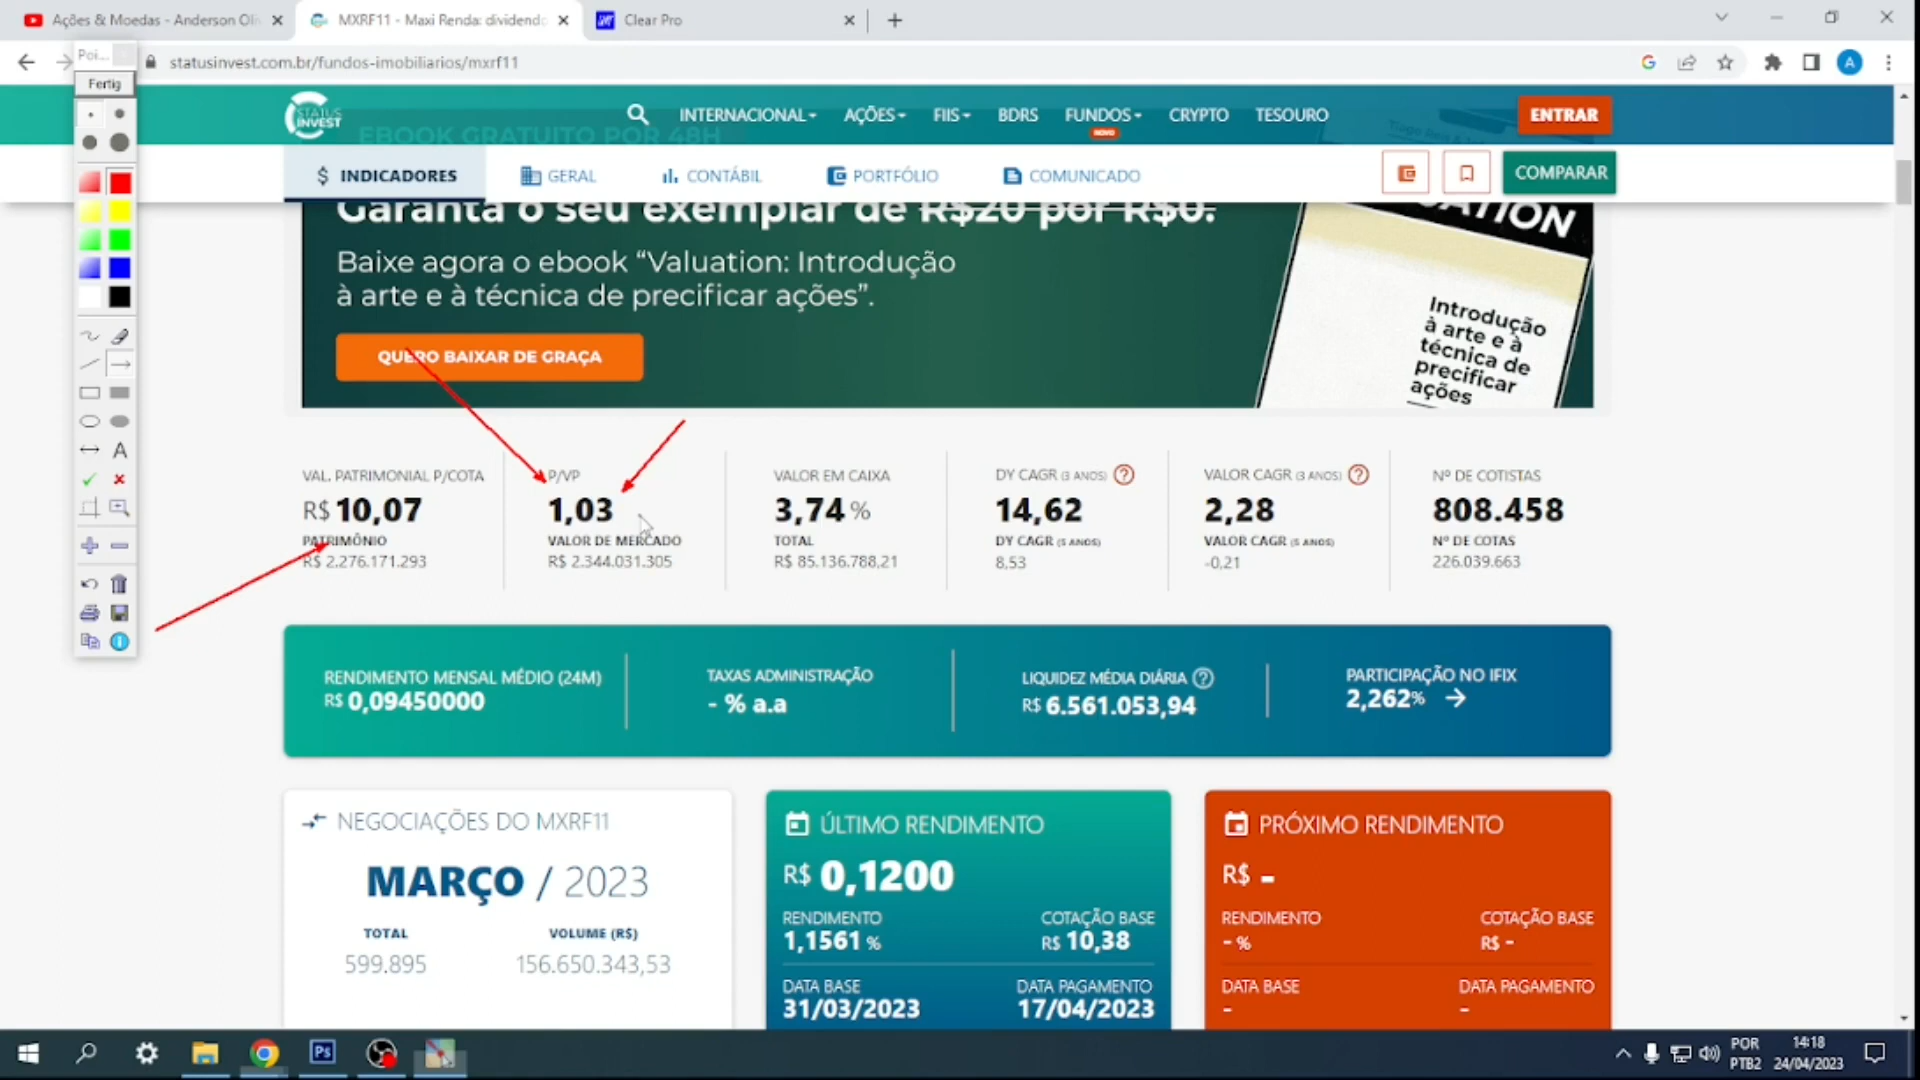 Ações & Moedas - Anderson Oli
MXRF11 - Maxi Renda: dividendo
Clear Pro
statusinvest.com.br/fundos-imobiliarios/mxrf11
Poi...
Fertig
STATUS
INVEST
INTERNACIONAL
AÇÕES
FIIS
BDRS
FUNDOS
NOVO
CRYPTO
TESOURO
ENTRAR
EBOOK GRATUITO POR 48H
INDICADORES
GERAL
CONTÁBIL
PORTFÓLIO
COMUNICADO
COMPARAR
Garanta o seu exemplar de R$20 por R$0.
Baixe agora o ebook “Valuation: Introdução
à arte e à técnica de precificar ações”.
QUERO BAIXAR DE GRAÇA
Introdução
à arte e à
técnica de
precificar
ações
VAL. PATRIMONIAL P/COTA
R$ 10,07
PATRIMÔNIO
R$ 2.276.171.293
P/VP
1,03
VALOR DE MERCADO
R$ 2.344.031.305
VALOR EM CAIXA
3,74 %
TOTAL
R$ 85.136.788,21
DY CAGR (3 ANOS)
14,62
DY CAGR (5 ANOS)
8,53
VALOR CAGR (3 ANOS)
2,28
VALOR CAGR (5 ANOS)
-0,21
Nº DE COTISTAS
808.458
Nº DE COTAS
226.039.663
RENDIMENTO MENSAL MÉDIO (24M)
R$ 0,09450000
TAXAS ADMINISTRAÇÃO
- % a.a
LIQUIDEZ MÉDIA DIÁRIA
R$ 6.561.053,94
PARTICIPAÇÃO NO IFIX
2,262%
NEGOCIAÇÕES DO MXRF11
MARÇO / 2023
TOTAL
599.895
VOLUME (R$)
156.650.343,53
ÚLTIMO RENDIMENTO
R$ 0,1200
RENDIMENTO
1,1561 %
COTAÇÃO BASE
R$ 10,38
DATA BASE
31/03/2023
DATA PAGAMENTO
17/04/2023
PRÓXIMO RENDIMENTO
R$ -
RENDIMENTO
- %
COTAÇÃO BASE
R$ -
DATA BASE
-
DATA PAGAMENTO
-
Ps
POR
PTB2
14:18
24/04/2023